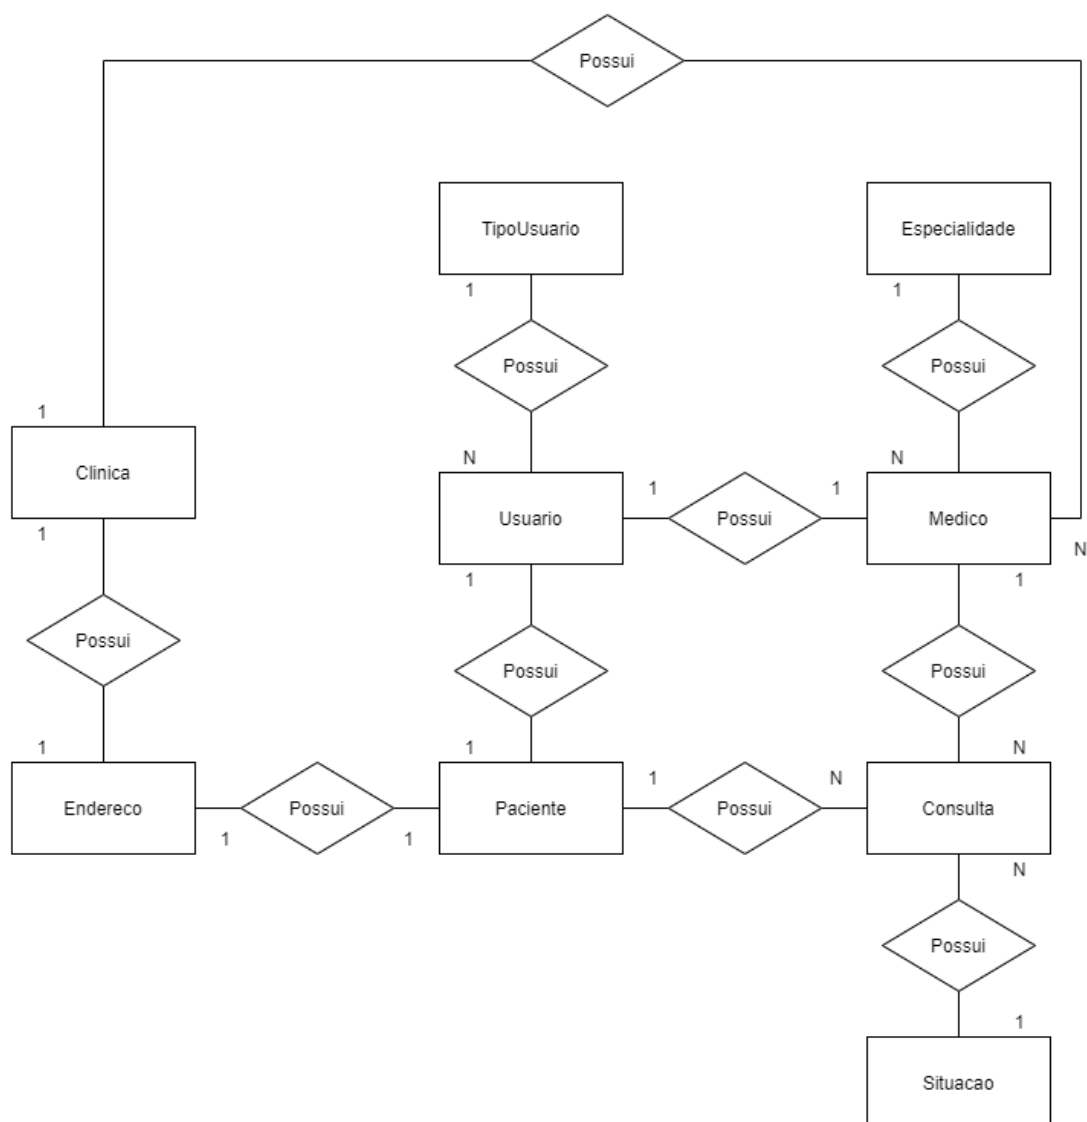 Possui
TipoUsuario
Especialidade
1
1
Possui
Possui
1
Clinica
1
N
Usuario
1
1
Possui
1
N
Medico
1
N
Possui
Possui
Possui
1
Endereco
1
Possui
1
1
Paciente
1
Possui
N
N
Consulta
N
Possui
1
Situacao